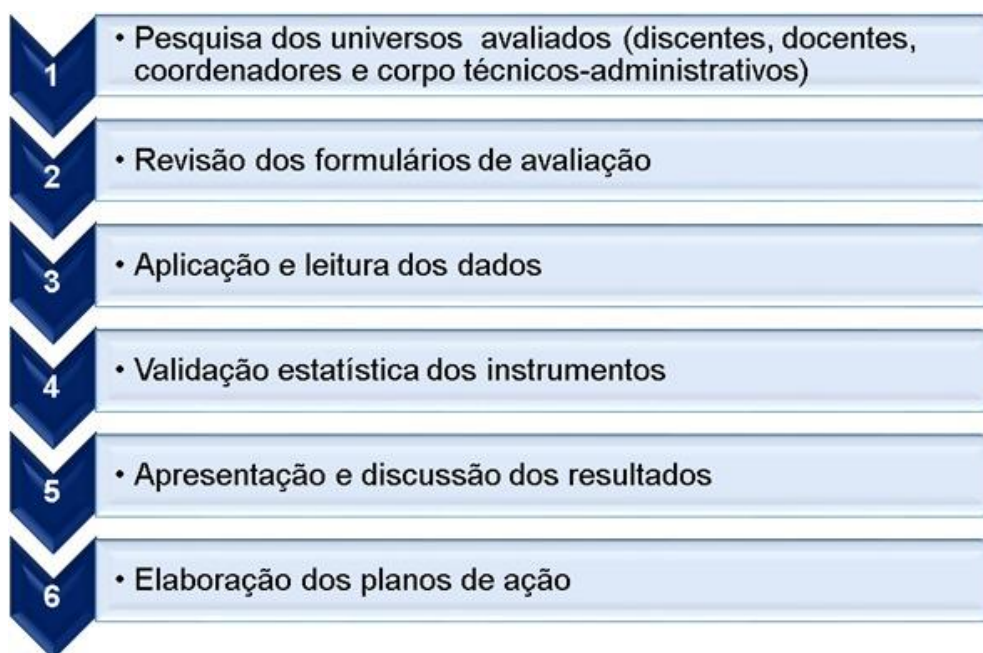 1
• Pesquisa dos universos avaliados (discentes, docentes,
coordenadores e corpo técnicos-administrativos)
2
• Revisão dos formulários de avaliação
3
• Aplicação e leitura dos dados
4
• Validação estatística dos instrumentos
5
• Apresentação e discussão dos resultados
6
• Elaboração dos planos de ação